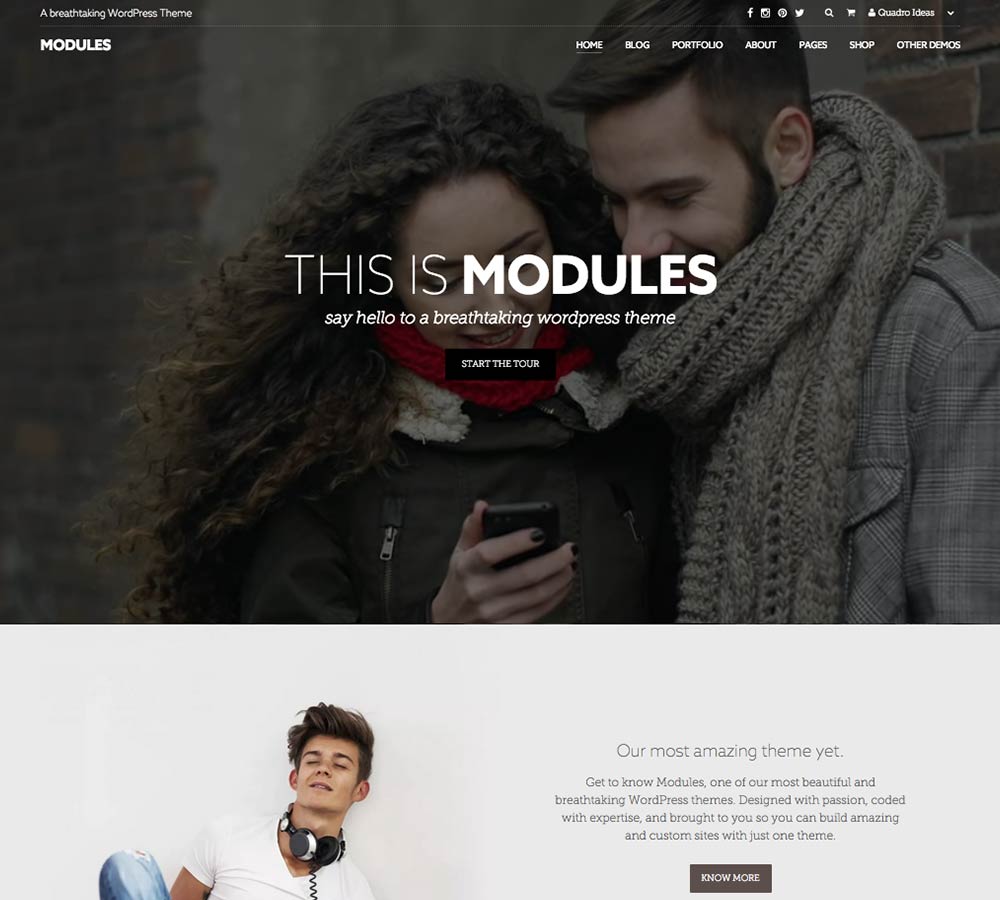 A breathtaking WordPress Theme
Quadro Ideas
MODULES
HOME BLOG PORTFOLIO ABOUT PAGES SHOP OTHER DEMOS
THIS IS MODULES
say hello to a breathtaking wordpress theme
START THE TOUR
Our most amazing theme yet.
Get to know Modules, one of our most beautiful and
breathtaking WordPress themes. Designed with passion, coded
with expertise, and brought to you so you can build amazing
and custom sites with just one theme.
KNOW MORE